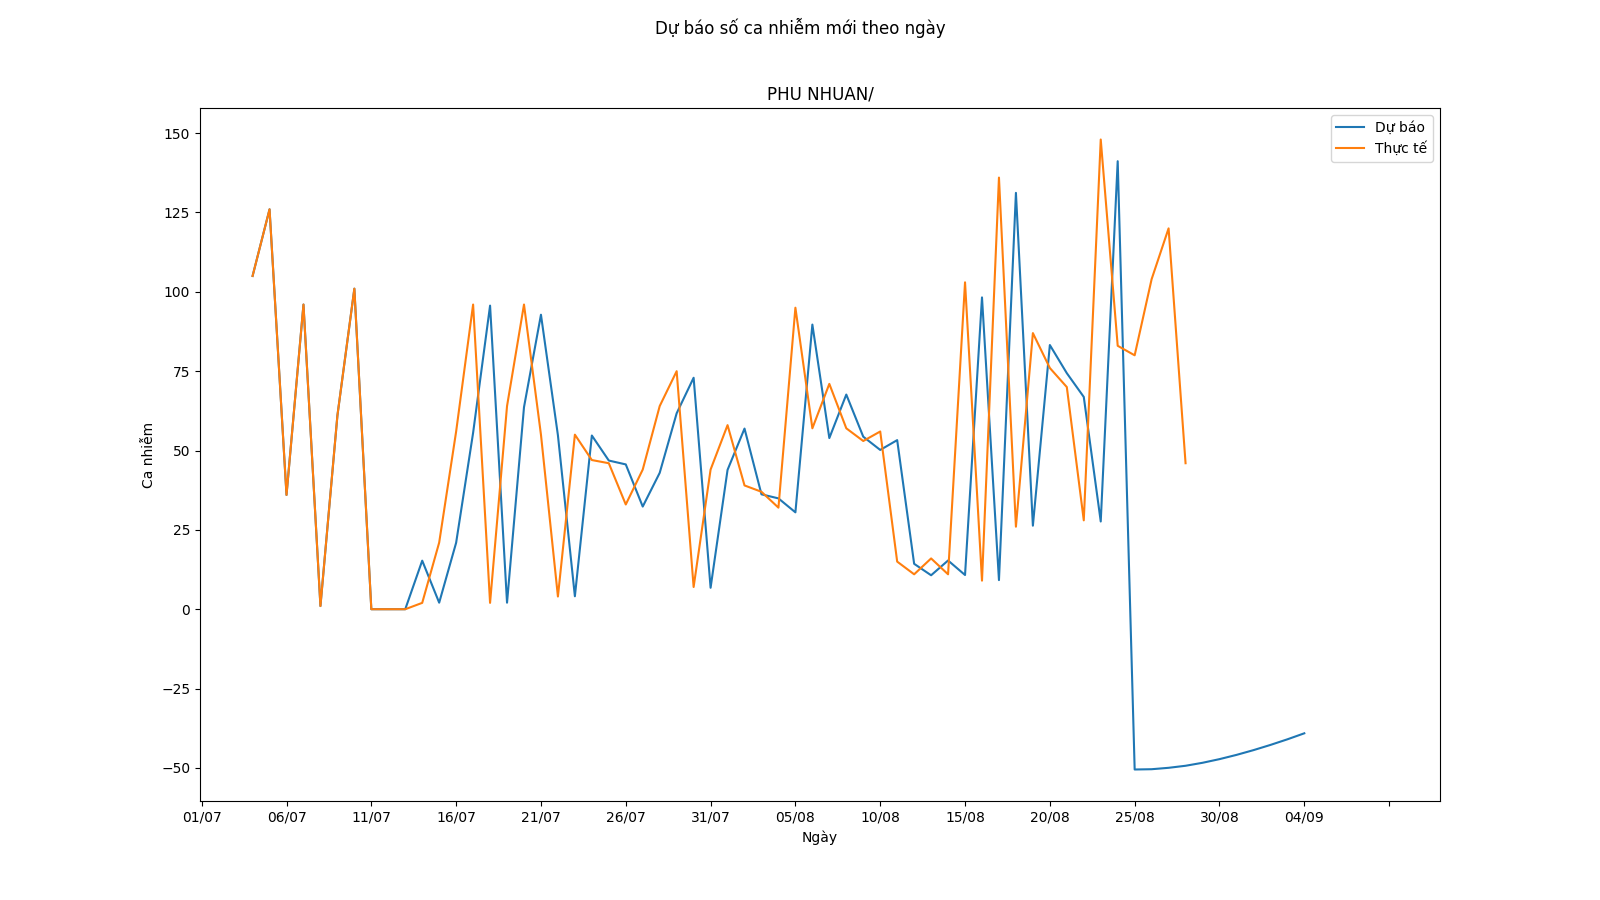 Dự báo số ca nhiễm mới theo ngày
PHU NHUAN/
Dự báo
Thực tế
150
125
100
75
50
25
0
−25
−50
Ca nhiễm
01/07 06/07 11/07 16/07 21/07 26/07 31/07 05/08 10/08 15/08 20/08 25/08 30/08 04/09
Ngày